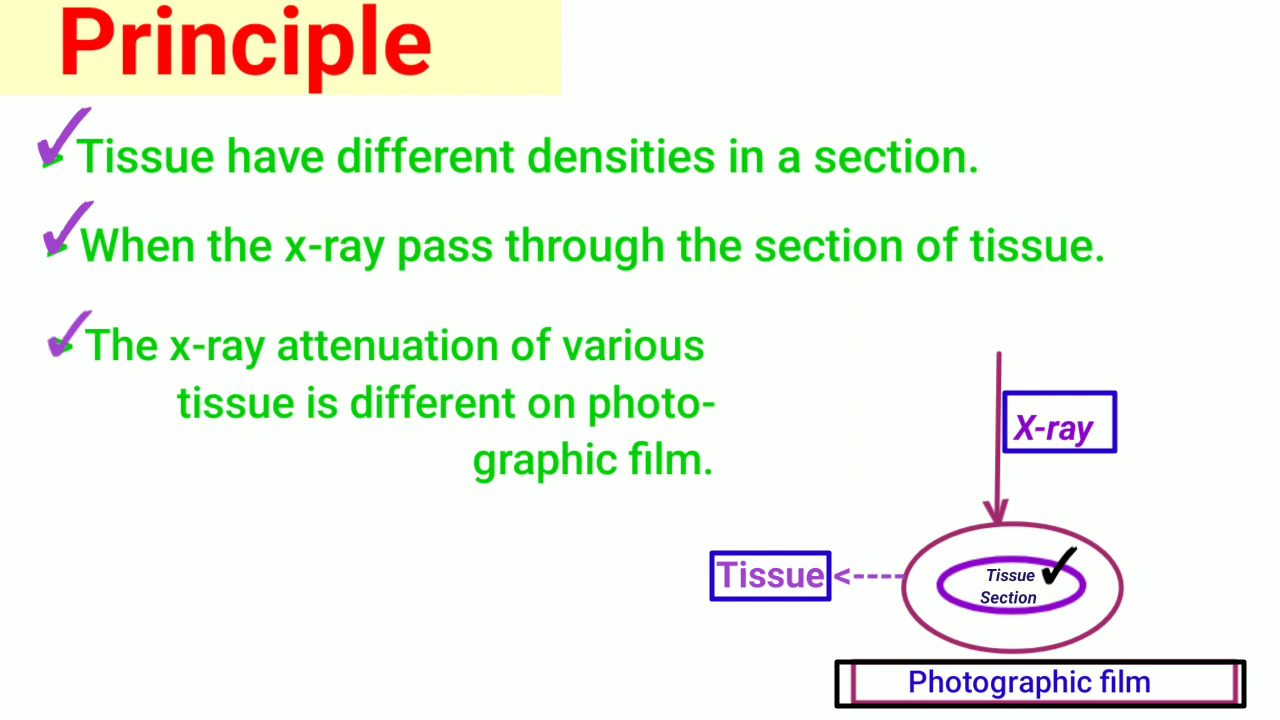 Principle
> Tissue have different densities in a section.
> When the x-ray pass through the section of tissue.
> The x-ray attenuation of various
tissue is different on photo-
graphic film.
X-ray
Tissue <----
Tissue
Section
Photographic film